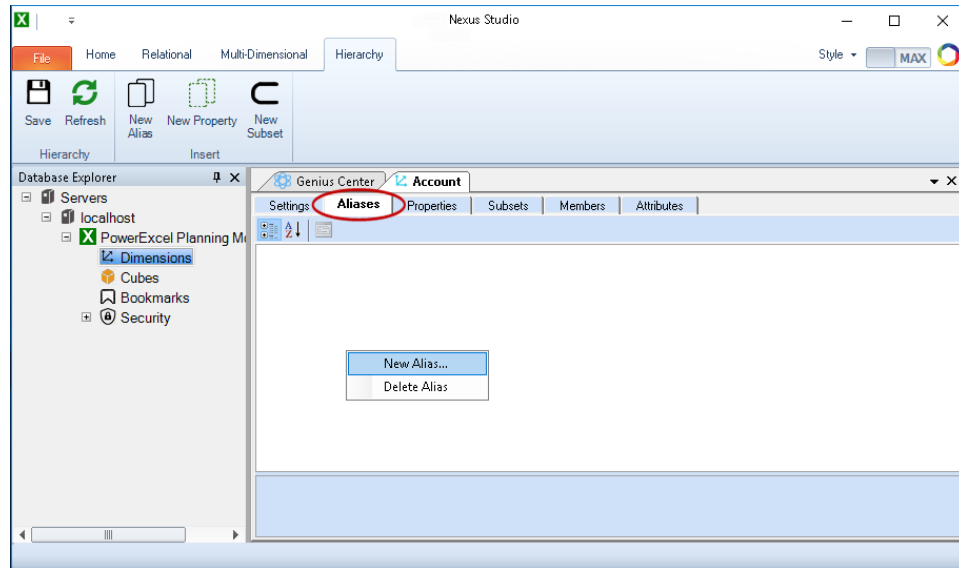 Nexus Studio
File Home Relational Multi-Dimensional Hierarchy Style MAX
Save Refresh New Alias New Property New Subset
Hierarchy Insert
Database Explorer
Genius Center Account
Servers
Settings Aliases Properties Subsets Members Attributes
localhost
PowerExcel Planning M
Dimensions
Cubes
Bookmarks
Security
New Alias...
Delete Alias